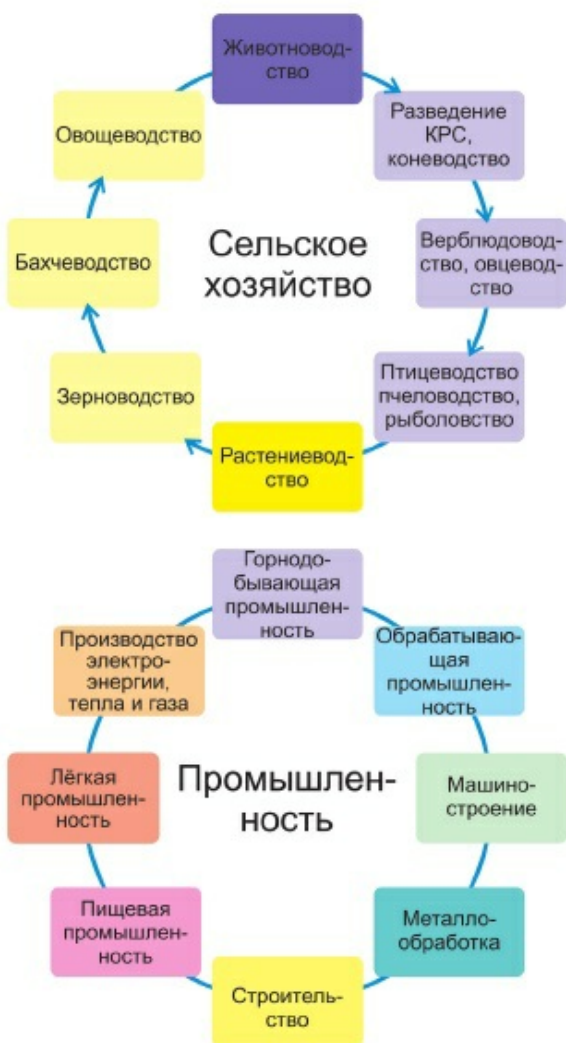 Животновод-
ство
Разведение
КРС,
коневодство
Верблюдовод-
ство, овцевод-
ство
Птицеводство
пчеловодство,
рыболовство
Растениевод-
ство
Зерноводство
Бахчеводство
Овощеводство
Сельское
хозяйство
Горнодо-
бывающая
промышлен-
ность
Обрабатываю-
щая
промышлен-
ность
Машино-
строение
Металло-
обработка
Строитель-
ство
Пищевая
промышлен-
ность
Лёгкая
промышлен-
ность
Производство
электро-
энергии,
тепла и газа
Промышлен-
ность